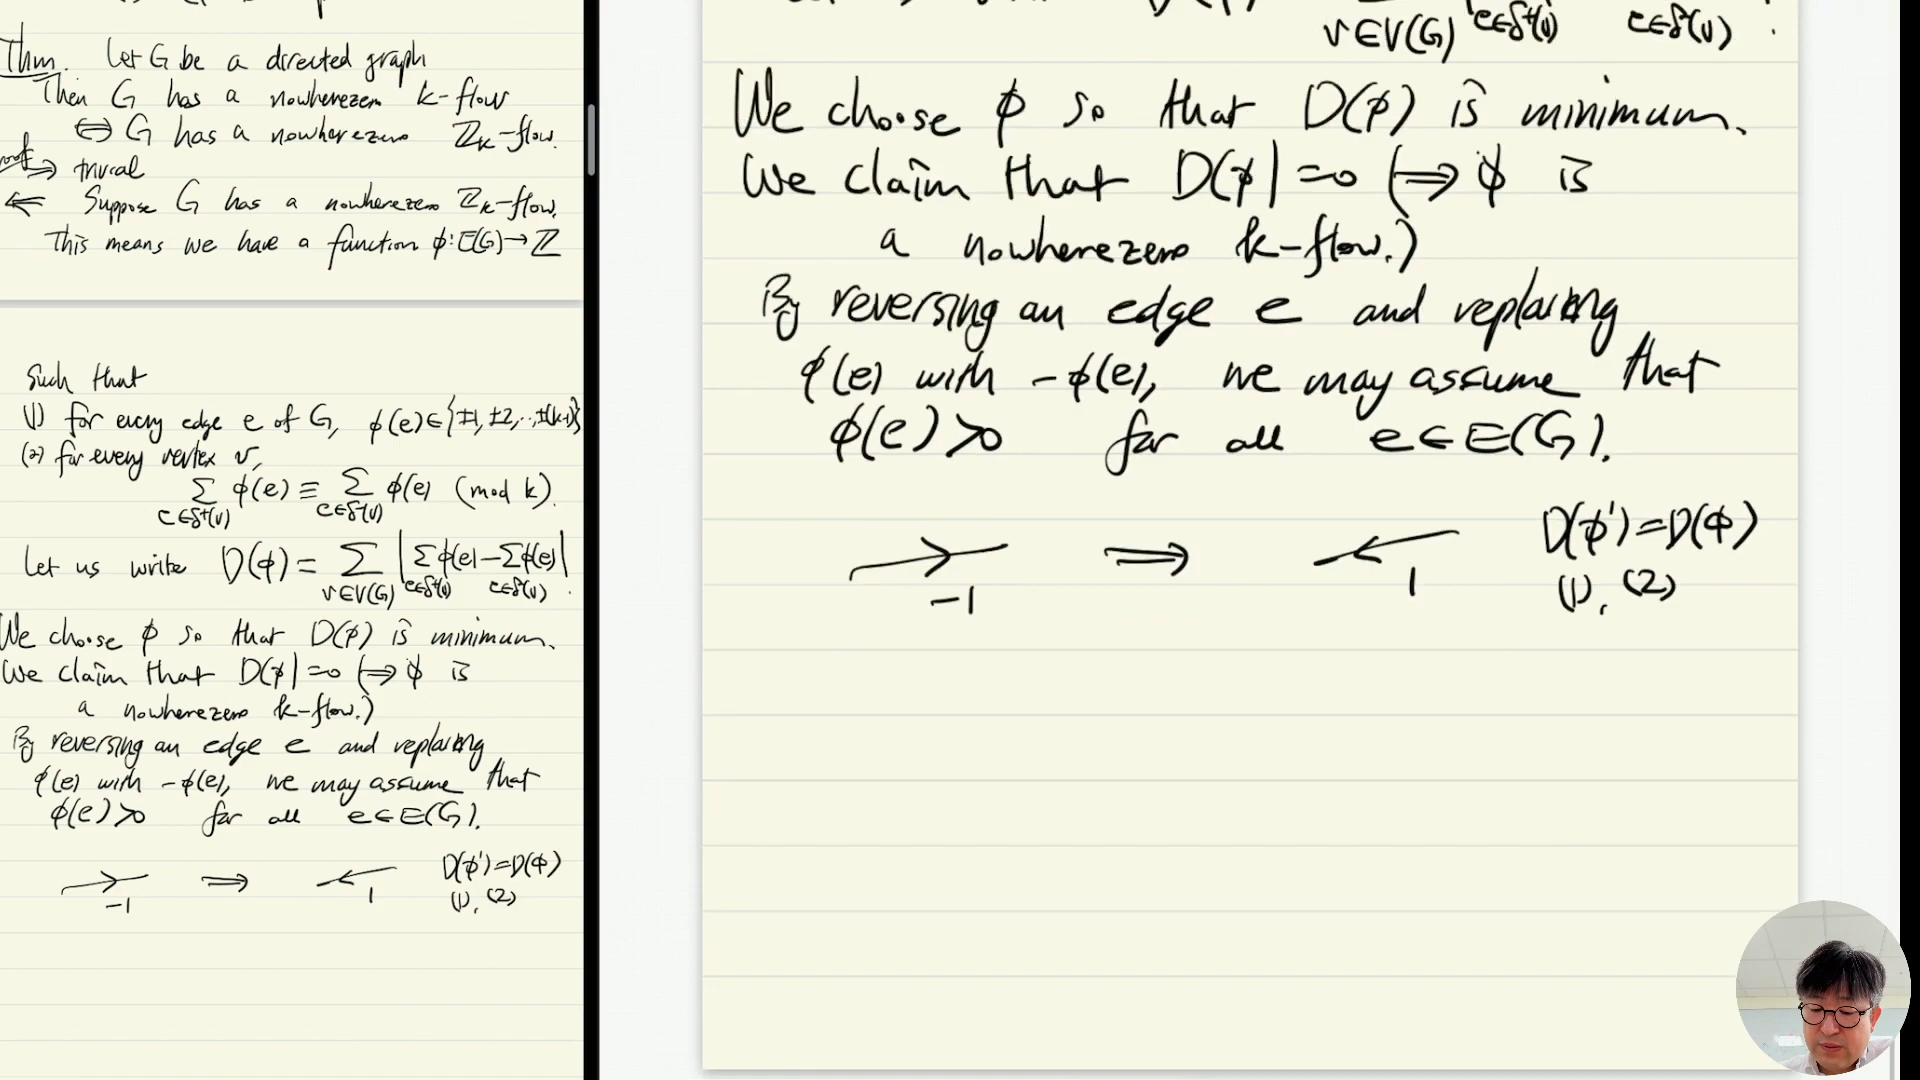 Thm. Let G be a directed graph
Then G has a nowherezero k-flow
⇔ G has a nowherezero ℤk-flow.
proof ⇒ trivial
⇐ Suppose G has a nowherezero ℤk-flow.
This means we have a function ϕ: E(G)→ℤ
Such that
(1) for every edge e of G, ϕ(e)∈{±1, ±2, .., ±(k-1)}
(2) for every vertex v,
∑ ϕ(e) ≡ ∑ ϕ(e) (mod k).
e∈δ⁺(v) e∈δ⁻(v)
Let us write D(ϕ) = ∑ |∑ϕ(e) − ∑ϕ(e)|
v∈V(G) e∈δ⁺(v) e∈δ⁻(v) .
We choose ϕ so that D(ϕ) is minimum.
We claim that D(ϕ)=0 (⇒ ϕ is
a nowherezero k-flow.)
By reversing an edge e and replacing
ϕ(e) with −ϕ(e), we may assume that
ϕ(e)>0 for all e∈E(G).
−1 ⇒ 1 D(ϕ')=D(ϕ)
(1), (2)
v∈V(G) e∈δ⁺(v) e∈δ⁻(v) .
We choose ϕ so that D(ϕ) is minimum.
We claim that D(ϕ)=0 (⇒ ϕ is
a nowherezero k-flow.)
By reversing an edge e and replacing
ϕ(e) with −ϕ(e), we may assume that
ϕ(e)>0 for all e∈E(G).
−1 ⇒ 1 D(ϕ')=D(ϕ)
(1), (2)